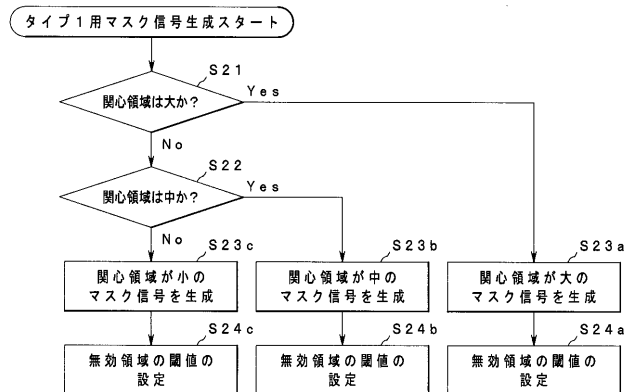 タイプ1用マスク信号生成スタート
S21
関心領域は大か?
Yes
No
S22
関心領域は中か?
Yes
No
S23c
S23b
S23a
関心領域が小の
マスク信号を生成
関心領域が中の
マスク信号を生成
関心領域が大の
マスク信号を生成
S24c
S24b
S24a
無効領域の閾値の
設定
無効領域の閾値の
設定
無効領域の閾値の
設定